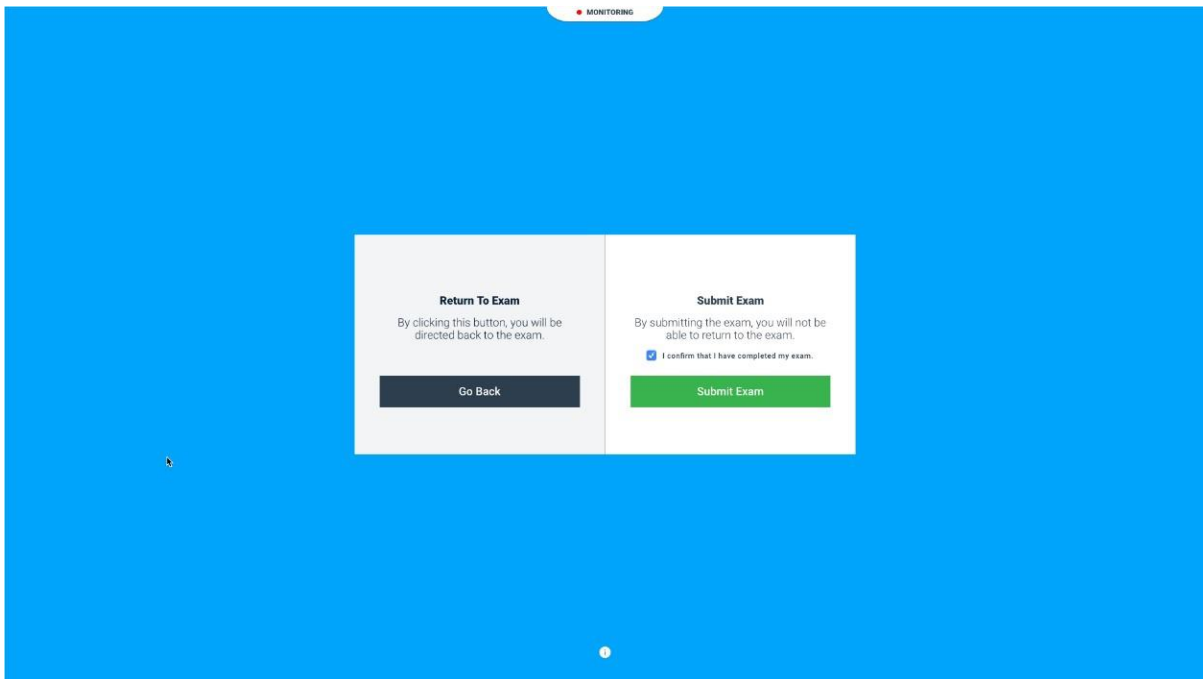 MONITORING
Return To Exam
By clicking this button, you will be
directed back to the exam.
Go Back
Submit Exam
By submitting the exam, you will not be
able to return to the exam.
I confirm that I have completed my exam.
Submit Exam